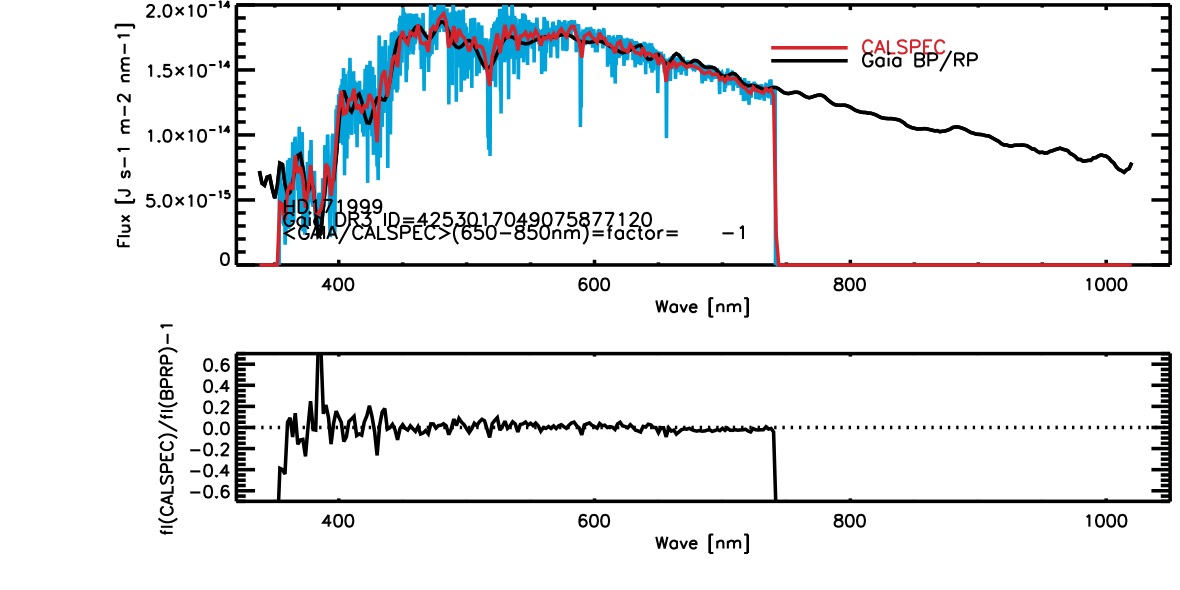 2.0×10−14
1.5×10−14
1.0×10−14
5.0×10−15
0
Flux [J s−1 m−2 nm−1]
CALSPEC
Gaia BP/RP
HD171999
Gaia DR3 ID=4253017049075877120
<GAIA/CALSPEC>(650−850nm)=factor= −1
400 600 800 1000
Wave [nm]
fl(CALSPEC)/fl(BPRP)−1
0.6
0.4
0.2
0.0
−0.2
−0.4
−0.6
400 600 800 1000
Wave [nm]